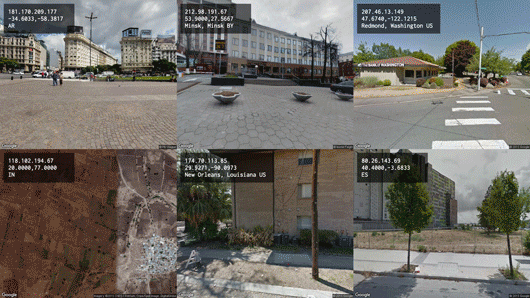 181.170.209.177
-34.6033,-58.3817
AR
212.98.191.67
53.9000,27.5667
Minsk, Minsk BY
207.46.13.149
47.6740,-122.1215
Redmond, Washington US
118.102.194.67
20.0000,77.0000
IN
174.70.113.85
29.9271,-90.0973
New Orleans, Louisiana US
80.26.143.69
40.4000,-3.6833
ES
Google
Google
Google
Google
Google